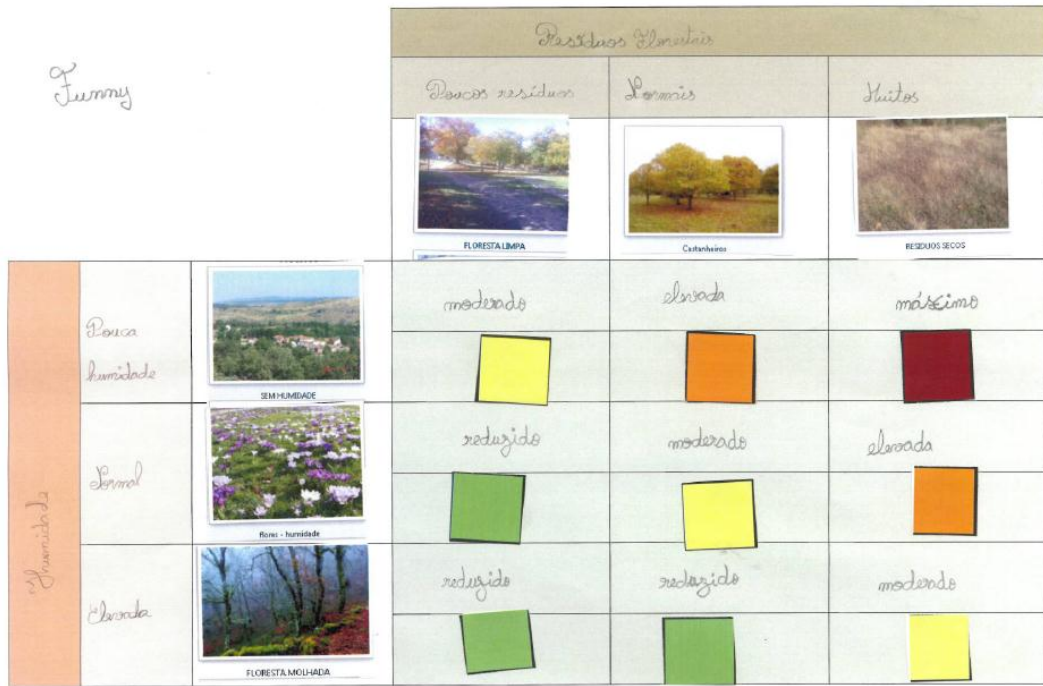 Resíduos Florestais
Funny
Poucos resíduos
Normais
Muitos
FLORESTA LIMPA
Castanheiros
RESIDUOS SECOS
moderado
elevada
máximo
Pouca
humidade
SEM HUMIDADE
reduzido
moderado
elevada
Normal
flores - humidade
Humidade
reduzido
reduzido
moderado
Elevada
FLORESTA MOLHADA